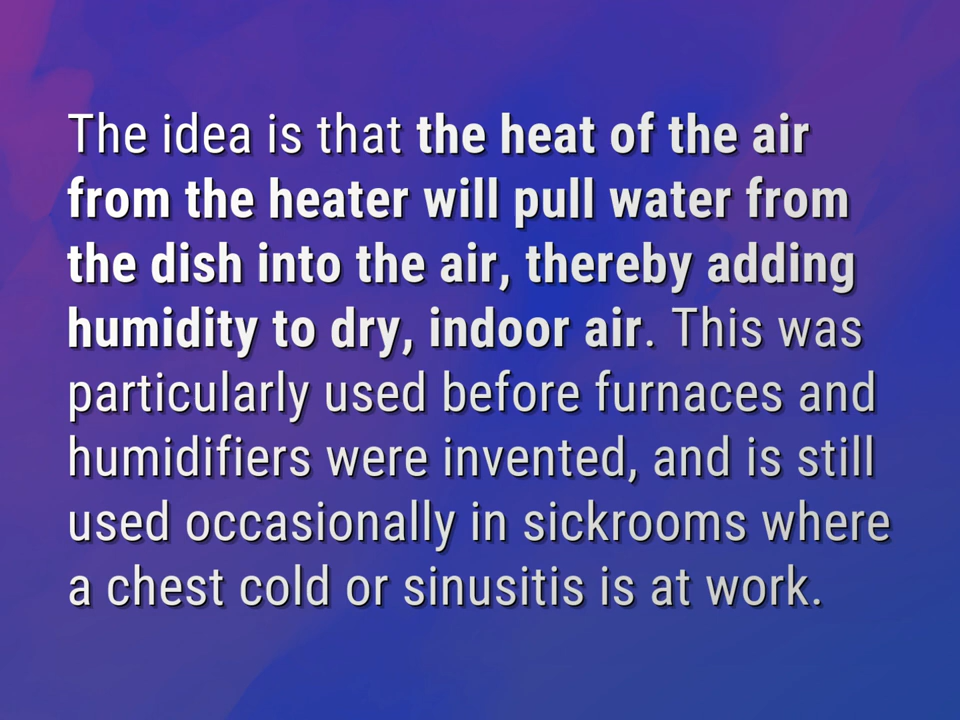 The idea is that the heat of the air
from the heater will pull water from
the dish into the air, thereby adding
humidity to dry, indoor air. This was
particularly used before furnaces and
humidifiers were invented, and is still
used occasionally in sickrooms where
a chest cold or sinusitis is at work.